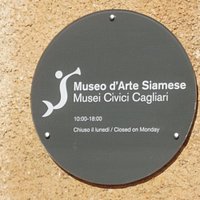 Museo d'Arte Siamese
Musei Civici Cagliari
10:00-18:00
Chiuso il lunedì / Closed on Monday